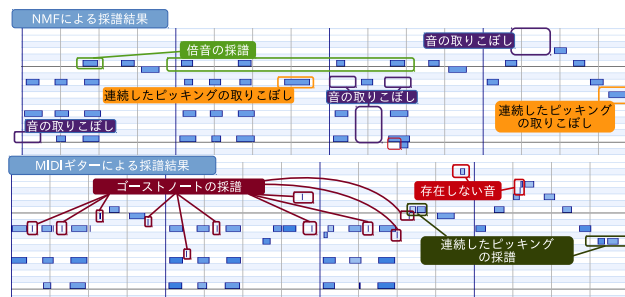 NMFによる採譜結果
倍音の採譜
音の取りこぼし
連続したピッキングの取りこぼし
音の取りこぼし
連続したピッキング
の取りこぼし
音の取りこぼし
MIDIギターによる採譜結果
ゴーストノートの採譜
存在しない音
連続したピッキング
の採譜